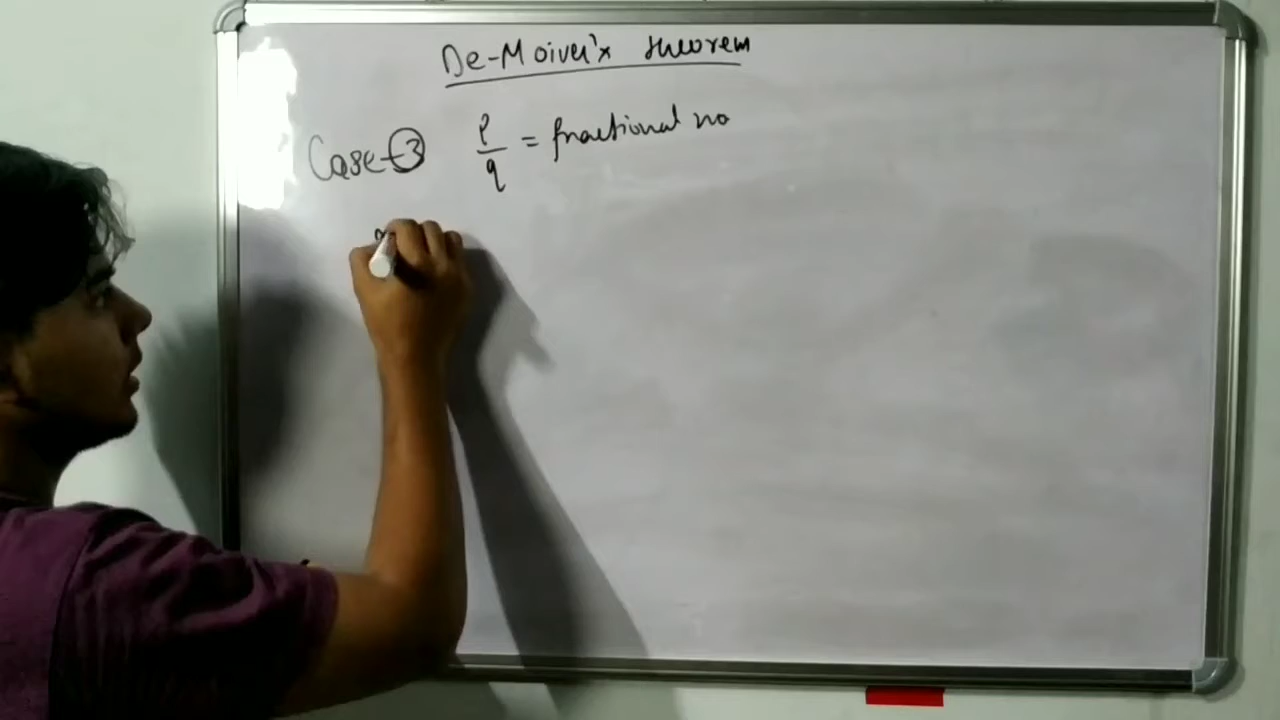 De-Moiver's theorem
Case-③ p/q = fractional no